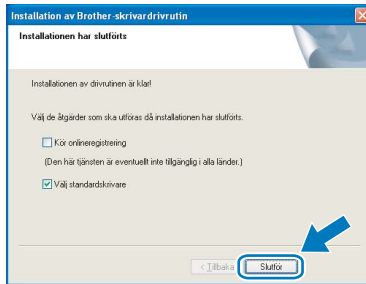 Installation av Brother-skrivardrivrutin
Installationen har slutförts
Installationen av drivrutinen är klar!
Välj de åtgärder som ska utföras då installationen har slutförts.
Kör onlineregistrering
(Den här tjänsten är eventuellt inte tillgänglig i alla länder.)
Välj standardskrivare
< Tillbaka
Slutför